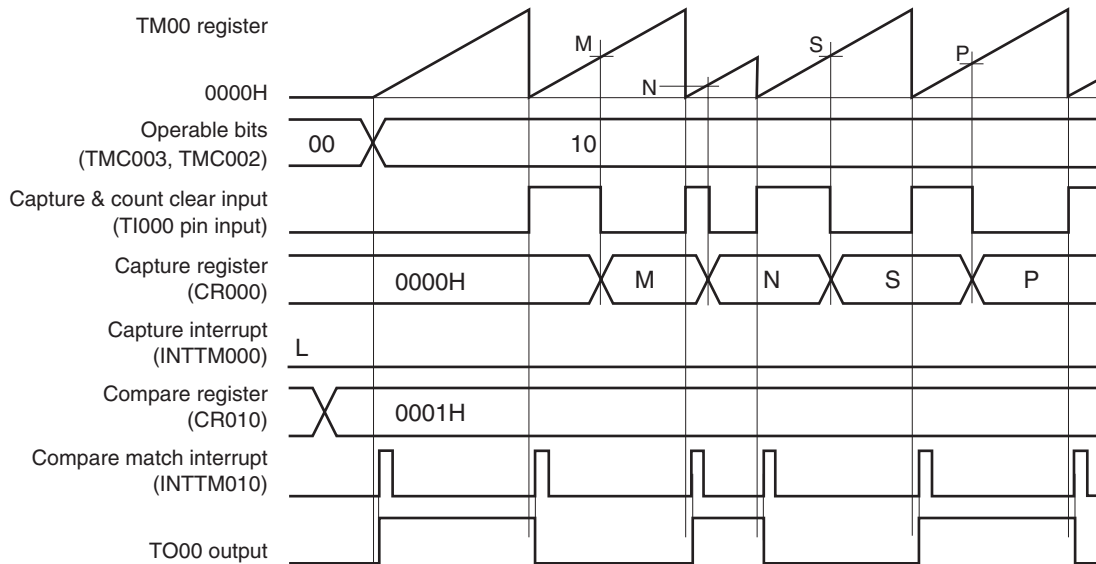 TM00 register
M
S
P
N
0000H
Operable bits
(TMC003, TMC002)
00
10
Capture & count clear input
(TI000 pin input)
Capture register
(CR000)
0000H
M
N
S
P
Capture interrupt
(INTTM000)
L
Compare register
(CR010)
0001H
Compare match interrupt
(INTTM010)
TO00 output